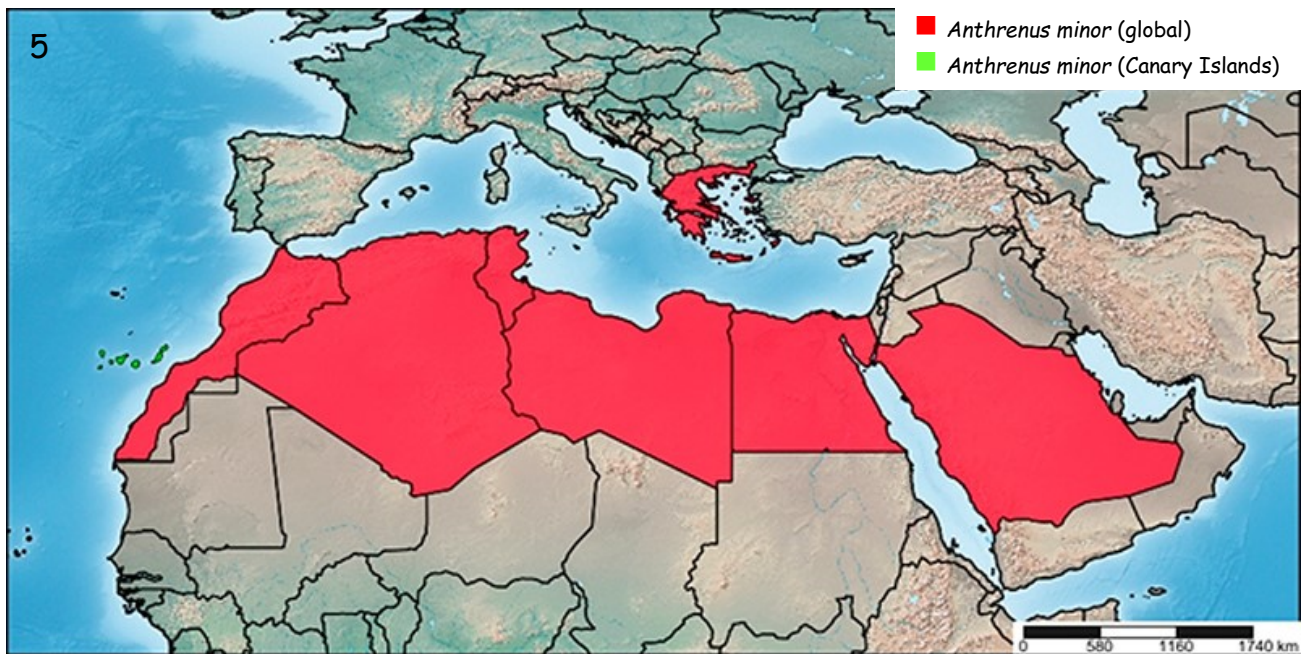 5
Anthrenus minor (global)
Anthrenus minor (Canary Islands)
0 580 1160 1740 km